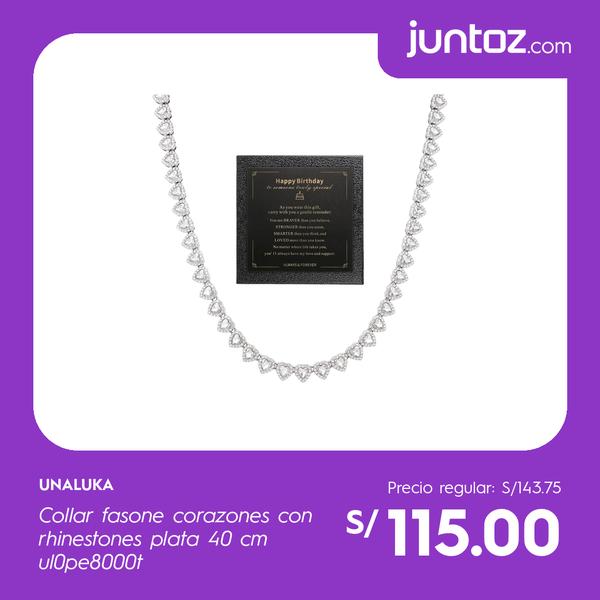 juntoz.com
Happy Birthday
to someone truly special
As you wear this gift,
carry with you a gentle reminder:
You are BRAVER than you believe,
STRONGER than you seem,
SMARTER than you think,and
LOVED more than you know.
No matter where life takes you,
you'll always have my love and support
ALWAYS & FOREVER
UNALUKA
Collar fasone corazones con
rhinestones plata 40 cm
ul0pe8000t
Precio regular: S/143.75
S/115.00